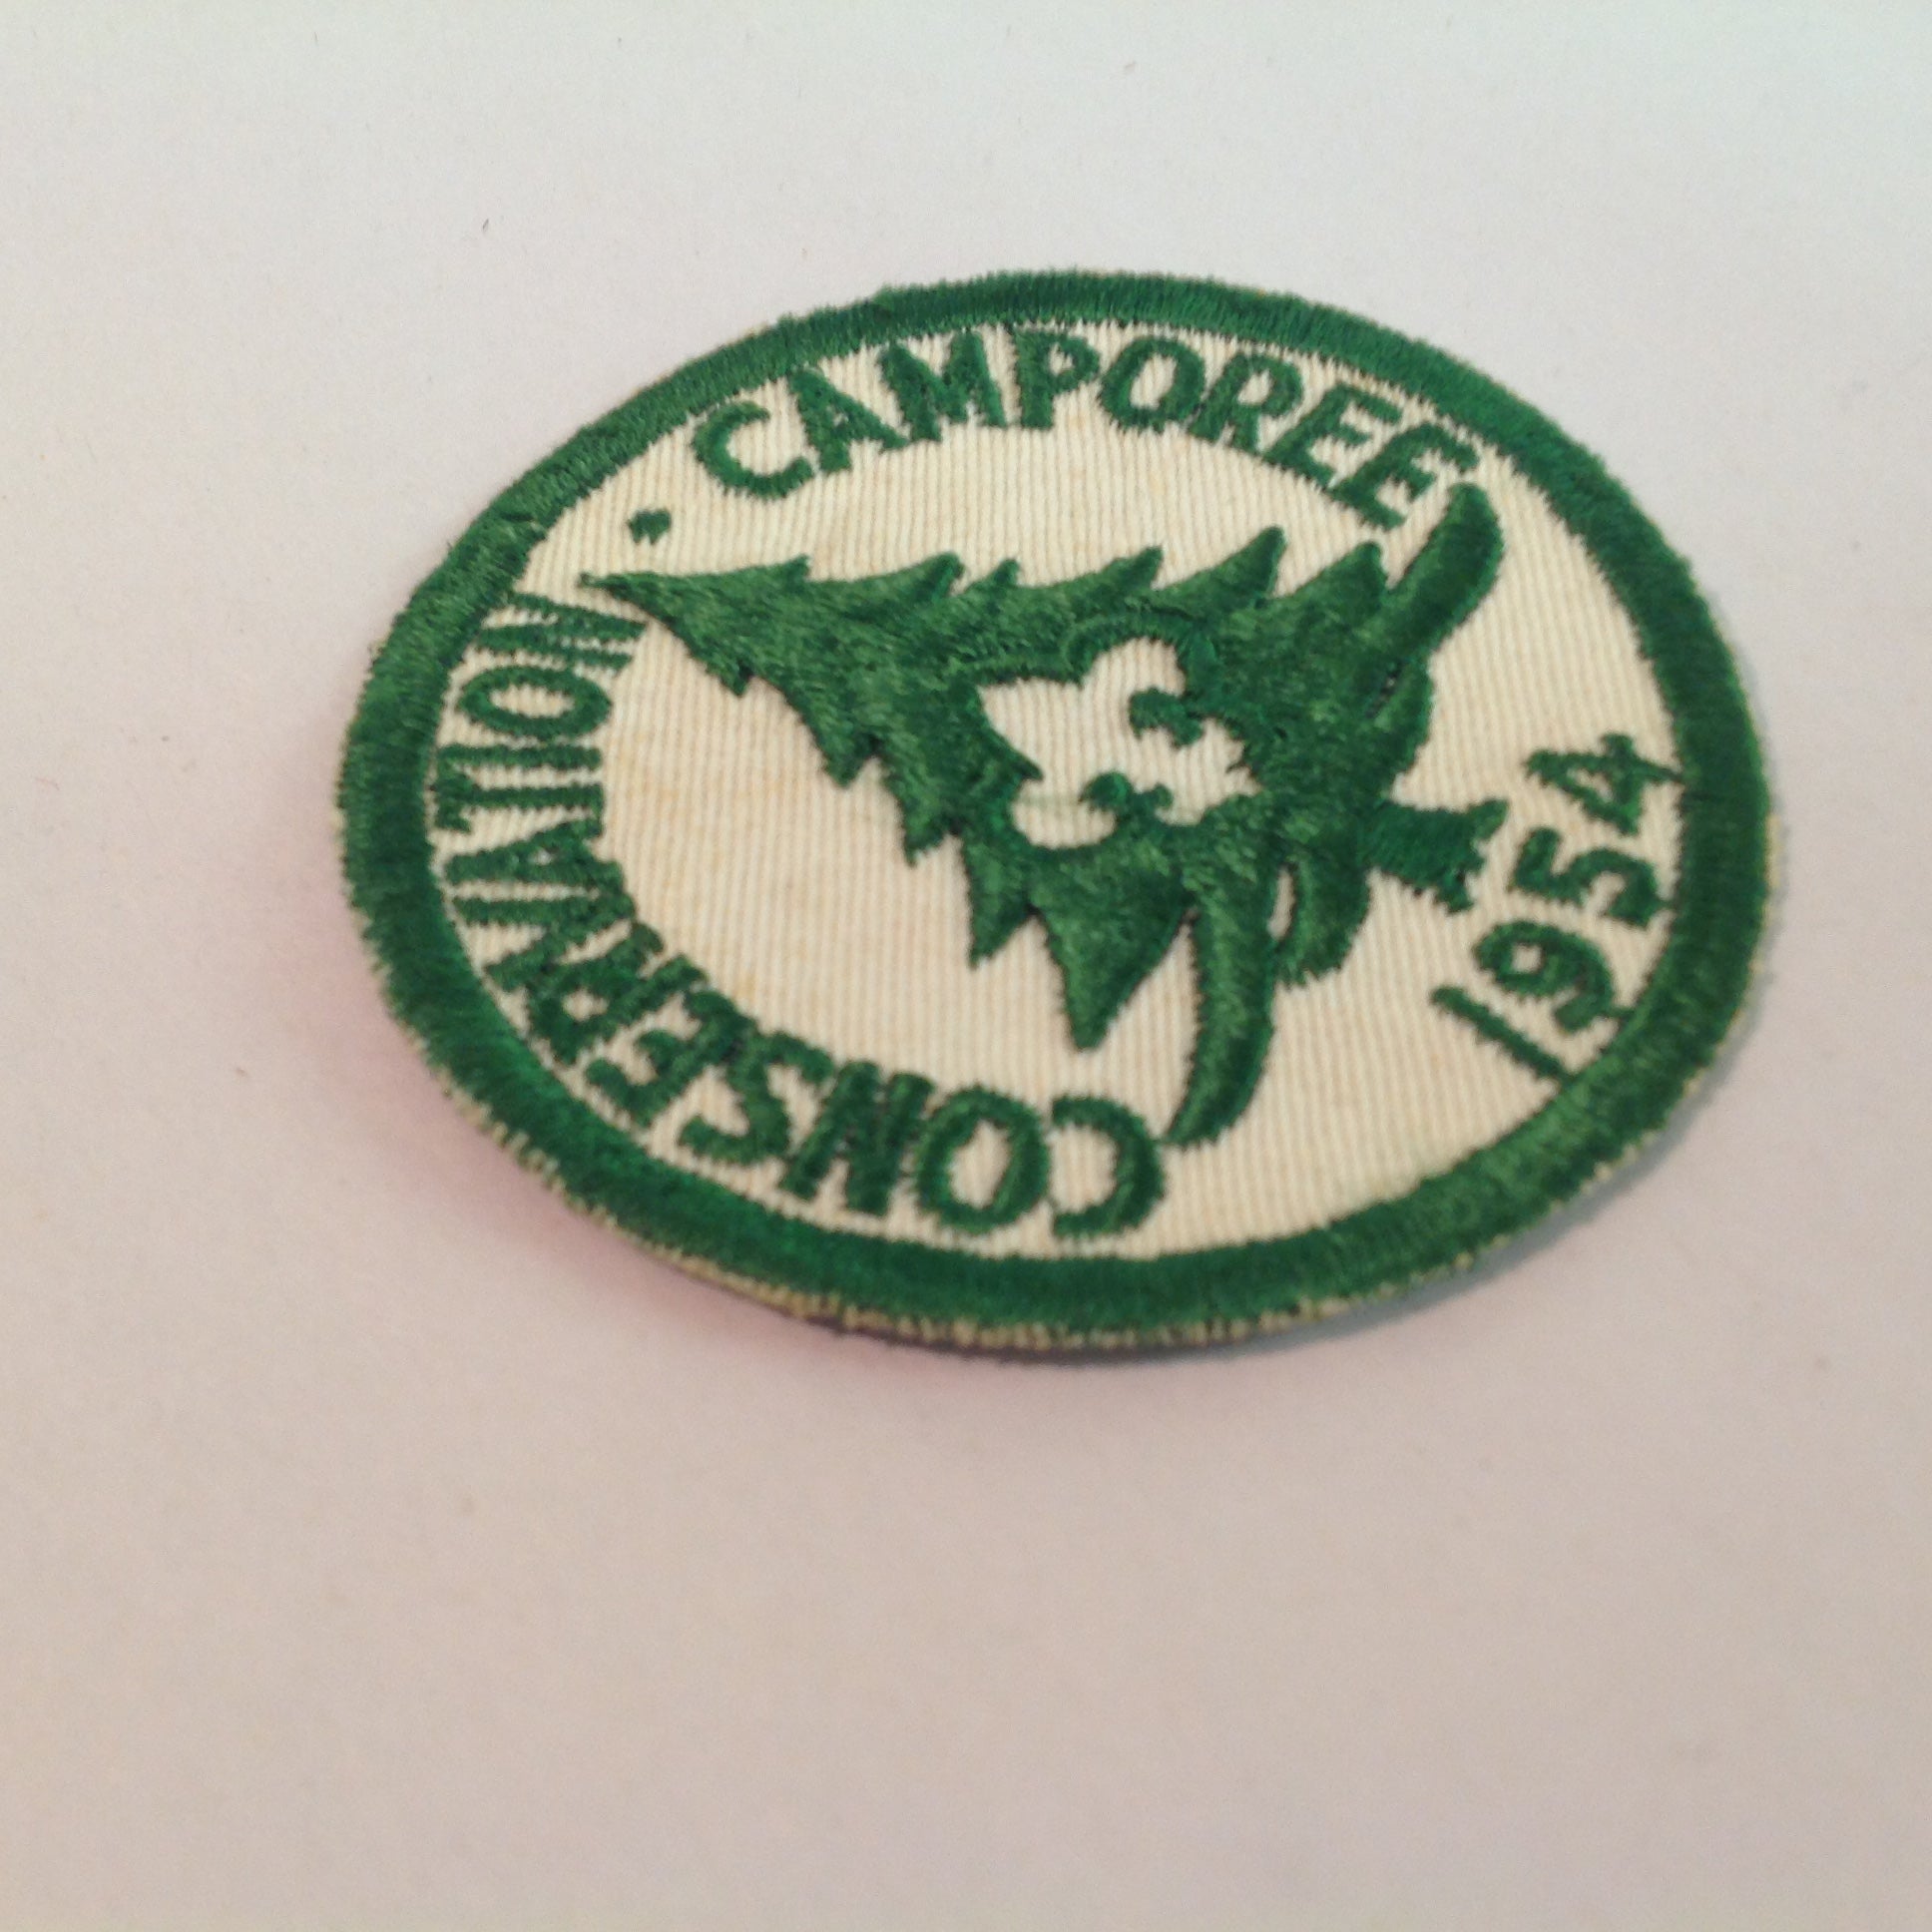 CONSERVATION • CAMPOREE
1954